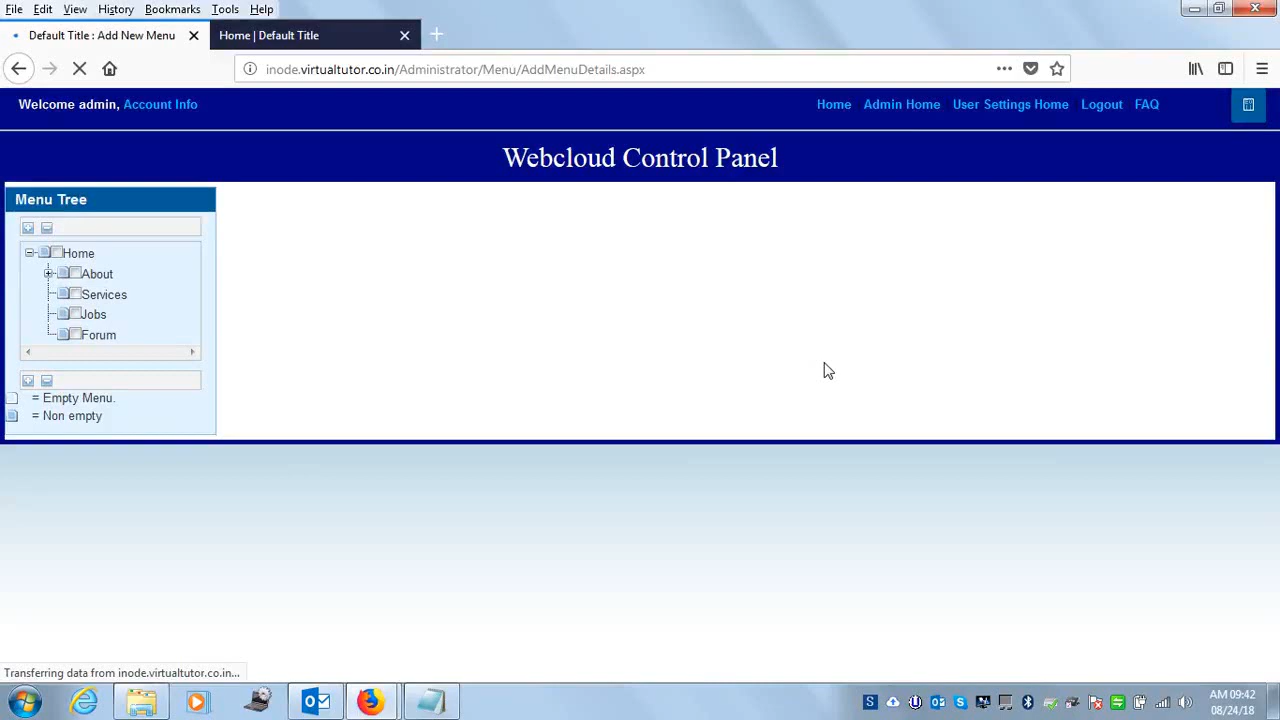 File Edit View History Bookmarks Tools Help
Default Title : Add New Menu
Home | Default Title
inode.virtualtutor.co.in/Administrator/Menu/AddMenuDetails.aspx
Welcome admin, Account Info
Home Admin Home User Settings Home Logout FAQ
Webcloud Control Panel
Menu Tree
Home
About
Services
Jobs
Forum
= Empty Menu.
= Non empty
Transferring data from inode.virtualtutor.co.in...
AM 09:42
08/24/18